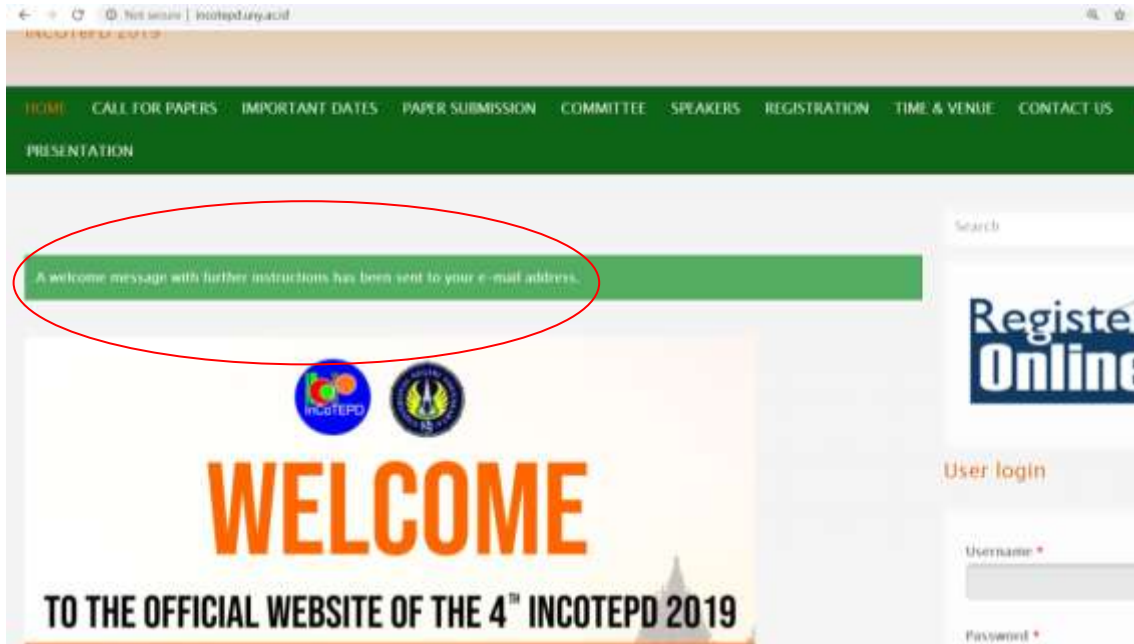 Not secure | incotepd.uny.ac.id
INCOTEPD 2019
HOME CALL FOR PAPERS IMPORTANT DATES PAPER SUBMISSION COMMITTEE SPEAKERS REGISTRATION TIME & VENUE CONTACT US
PRESENTATION
Search
A welcome message with further instructions has been sent to your e-mail address.
Registe
Online
InCoTEPD
WELCOME
TO THE OFFICIAL WEBSITE OF THE 4TH INCOTEPD 2019
User login
Username *
Password *